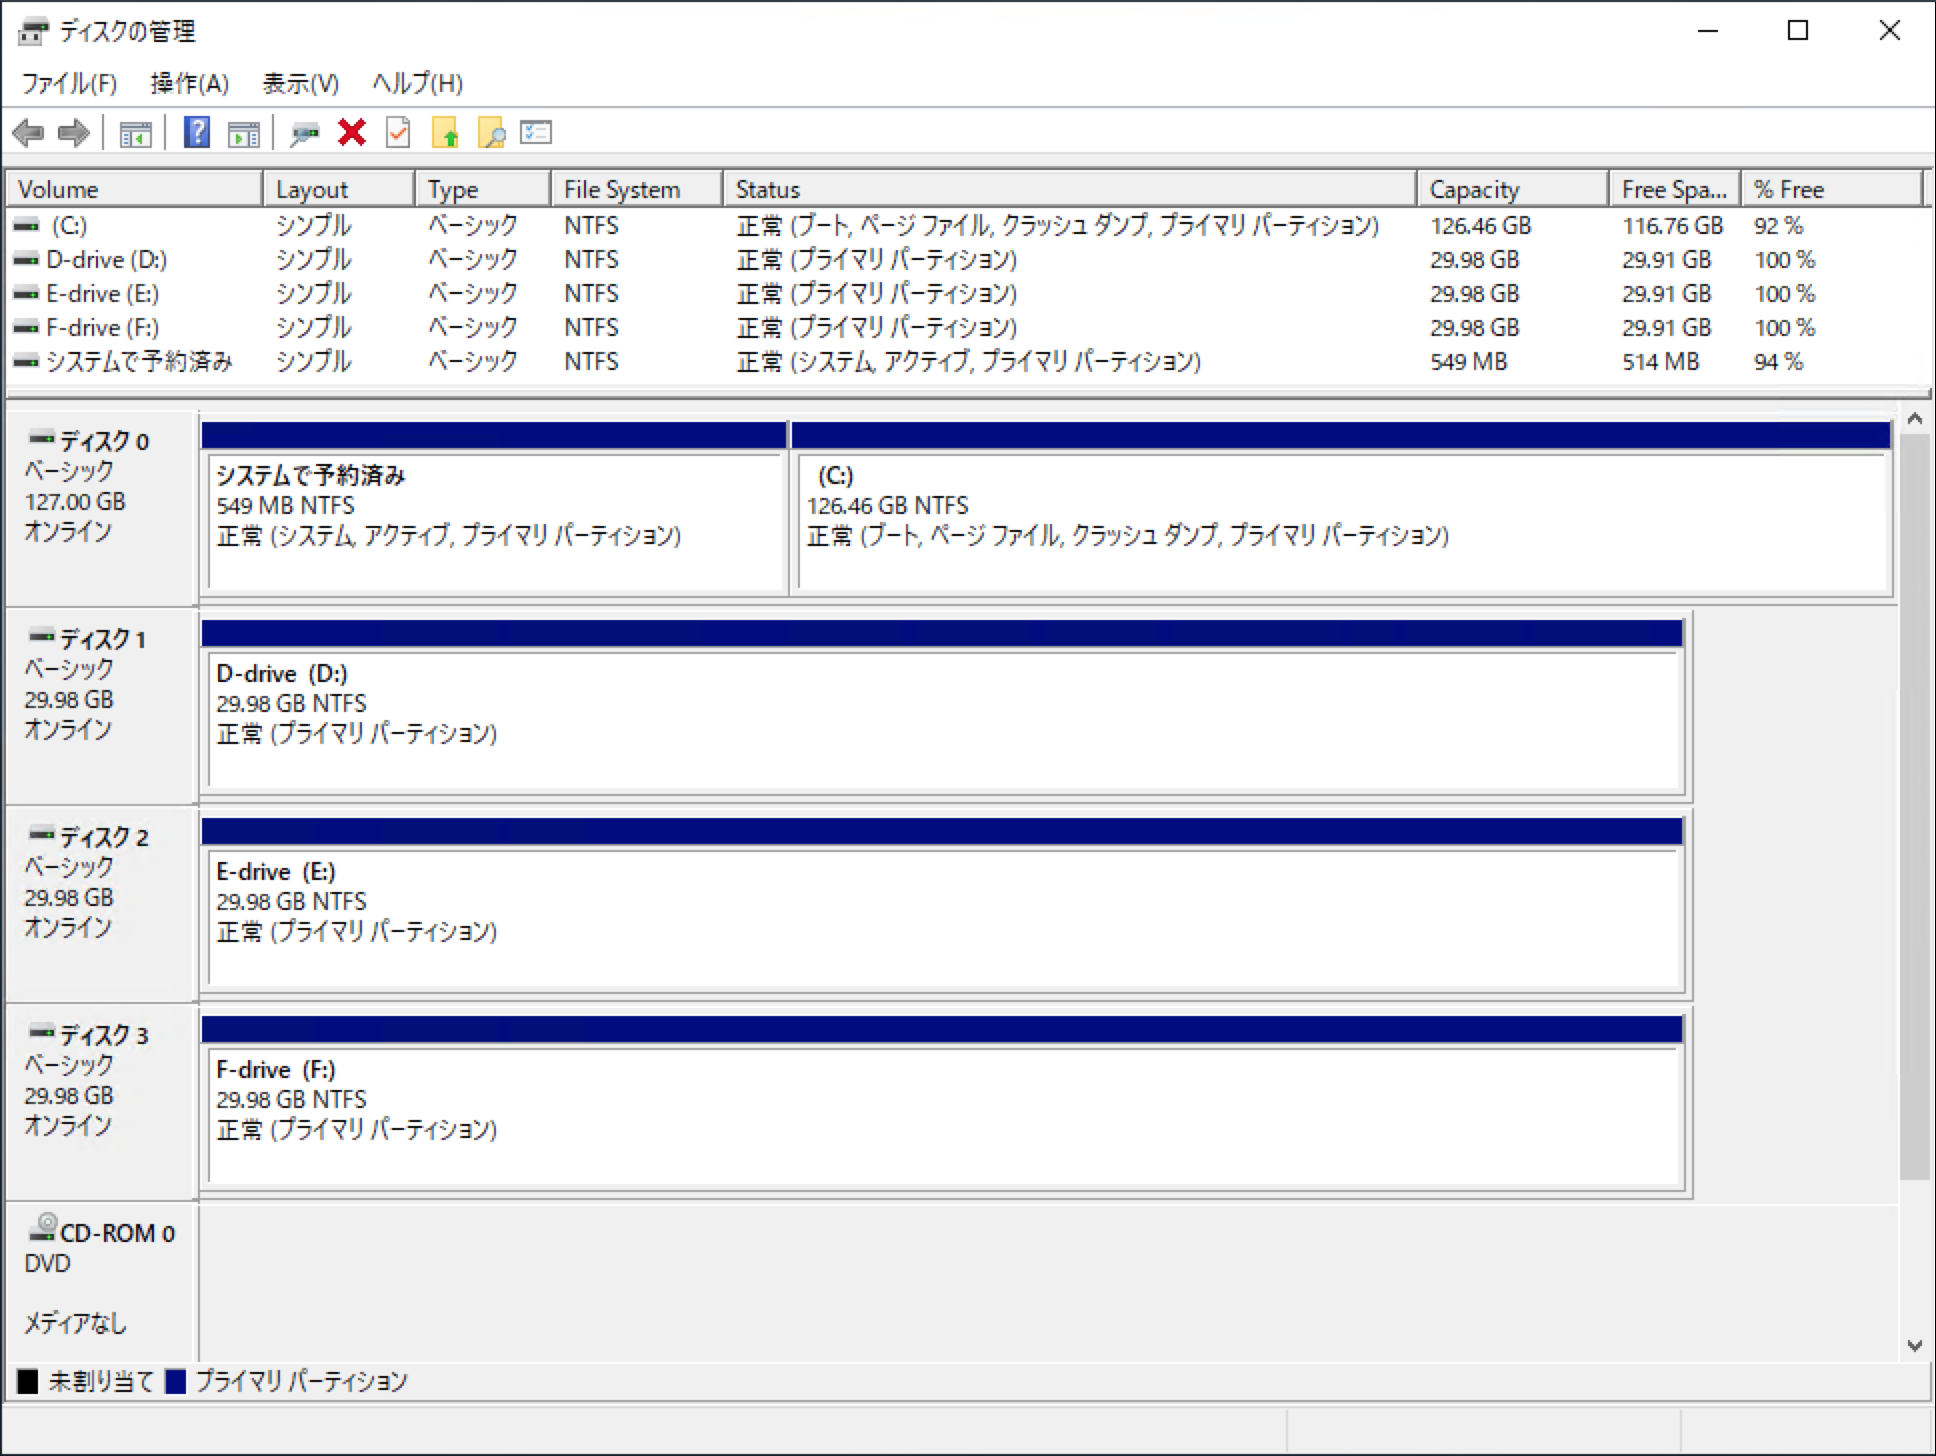 ディスクの管理
ファイル(F) 操作(A) 表示(V) ヘルプ(H)
Volume Layout Type File System Status Capacity Free Spa... % Free
(C:) シンプル ベーシック NTFS 正常 (ブート, ページ ファイル, クラッシュ ダンプ, プライマリ パーティション) 126.46 GB 116.76 GB 92 %
D-drive (D:) シンプル ベーシック NTFS 正常 (プライマリ パーティション) 29.98 GB 29.91 GB 100 %
E-drive (E:) シンプル ベーシック NTFS 正常 (プライマリ パーティション) 29.98 GB 29.91 GB 100 %
F-drive (F:) シンプル ベーシック NTFS 正常 (プライマリ パーティション) 29.98 GB 29.91 GB 100 %
システムで予約済み シンプル ベーシック NTFS 正常 (システム, アクティブ, プライマリ パーティション) 549 MB 514 MB 94 %
ディスク 0
ベーシック
127.00 GB
オンライン
システムで予約済み
549 MB NTFS
正常 (システム, アクティブ, プライマリ パーティション)
(C:)
126.46 GB NTFS
正常 (ブート, ページ ファイル, クラッシュ ダンプ, プライマリ パーティション)
ディスク 1
ベーシック
29.98 GB
オンライン
D-drive (D:)
29.98 GB NTFS
正常 (プライマリ パーティション)
ディスク 2
ベーシック
29.98 GB
オンライン
E-drive (E:)
29.98 GB NTFS
正常 (プライマリ パーティション)
ディスク 3
ベーシック
29.98 GB
オンライン
F-drive (F:)
29.98 GB NTFS
正常 (プライマリ パーティション)
CD-ROM 0
DVD
メディアなし
未割り当て プライマリ パーティション